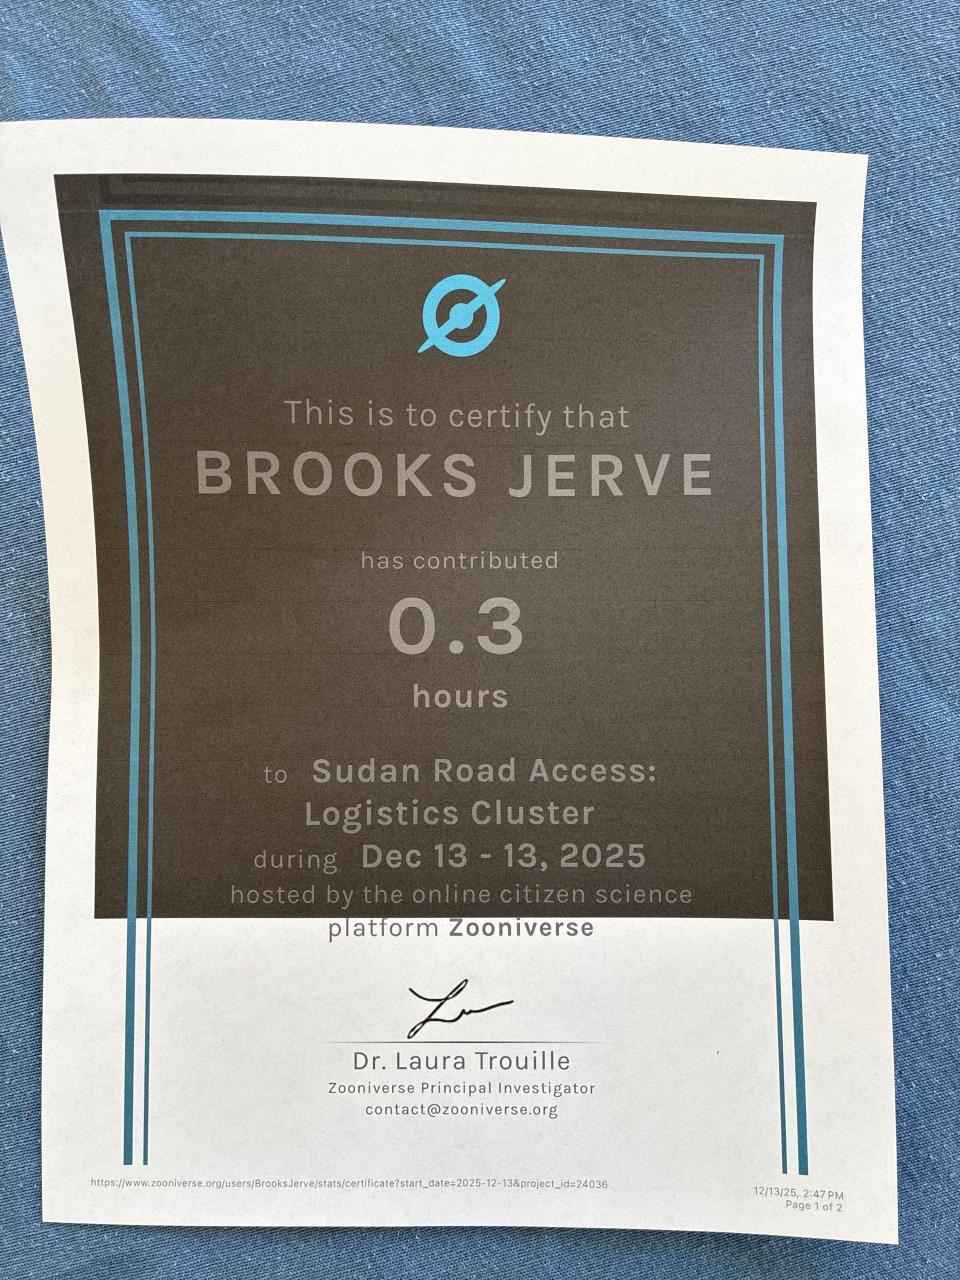 This is to certify that
BROOKS JERVE
has contributed
0.3
hours
to Sudan Road Access:
Logistics Cluster
during Dec 13 - 13, 2025
hosted by the online citizen science
platform Zooniverse
Dr. Laura Trouille
Zooniverse Principal Investigator
contact@zooniverse.org
https://www.zooniverse.org/users/BrooksJerve/stats/certificate?start_date=2025-12-13&project_id=24036
12/13/25, 2:47 PM
Page 1 of 2